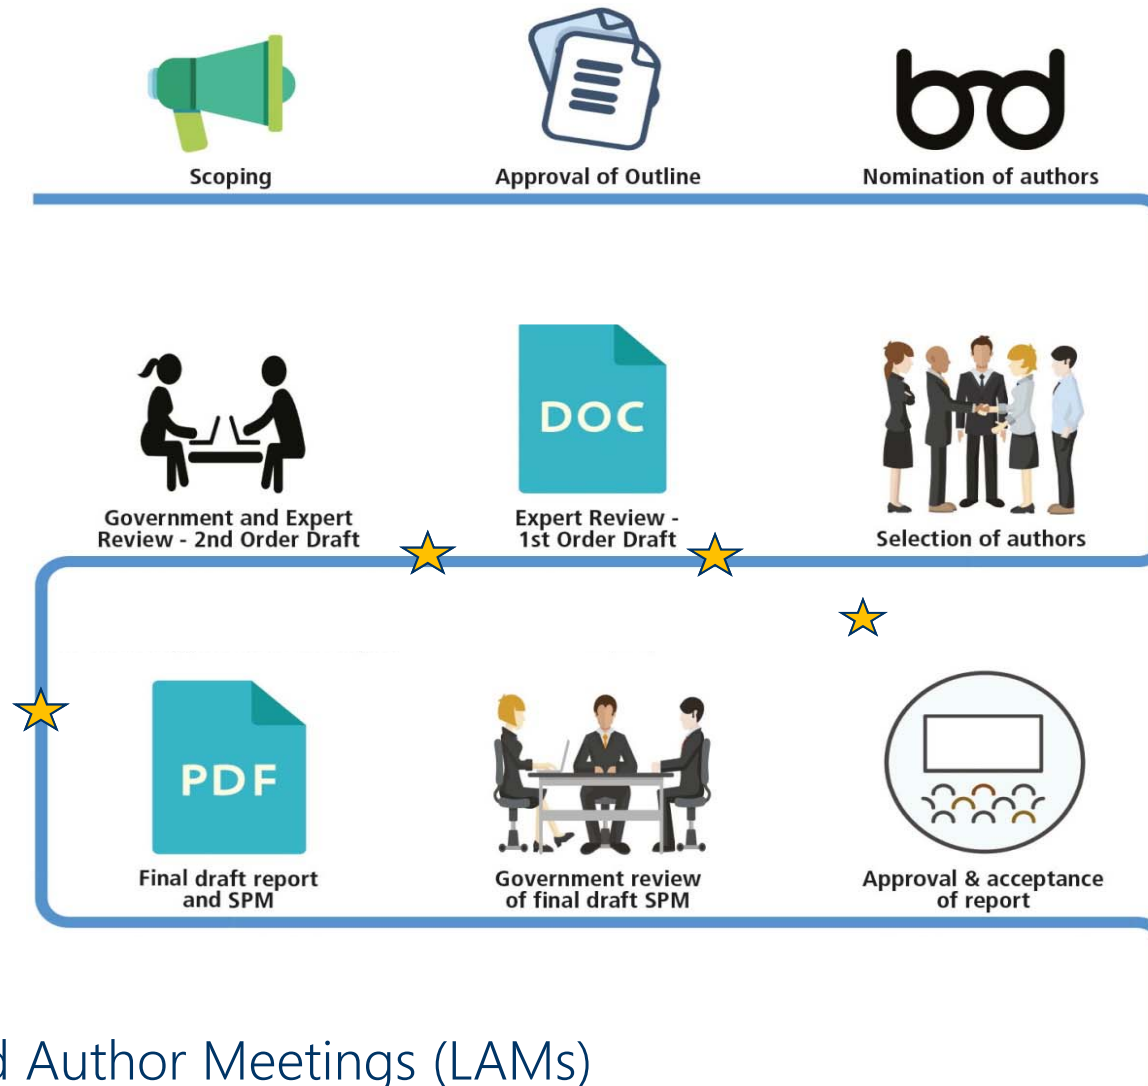 Scoping
Approval of Outline
Nomination of authors
Government and Expert
Review - 2nd Order Draft
DOC
Expert Review -
1st Order Draft
Selection of authors
PDF
Final draft report
and SPM
Government review
of final draft SPM
Approval & acceptance
of report
d Author Meetings (LAMs)